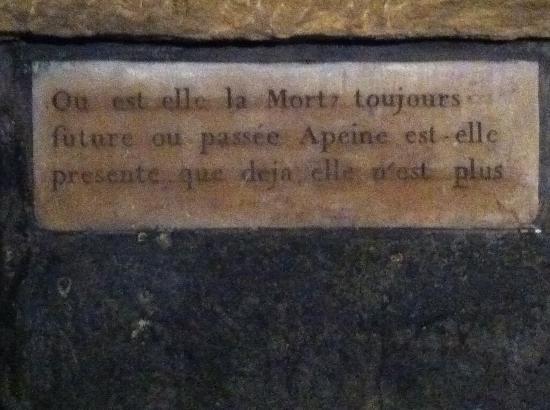 Ou est elle la Mort? toujours
future ou passée Apeine est elle
presente que deja elle n'est plus